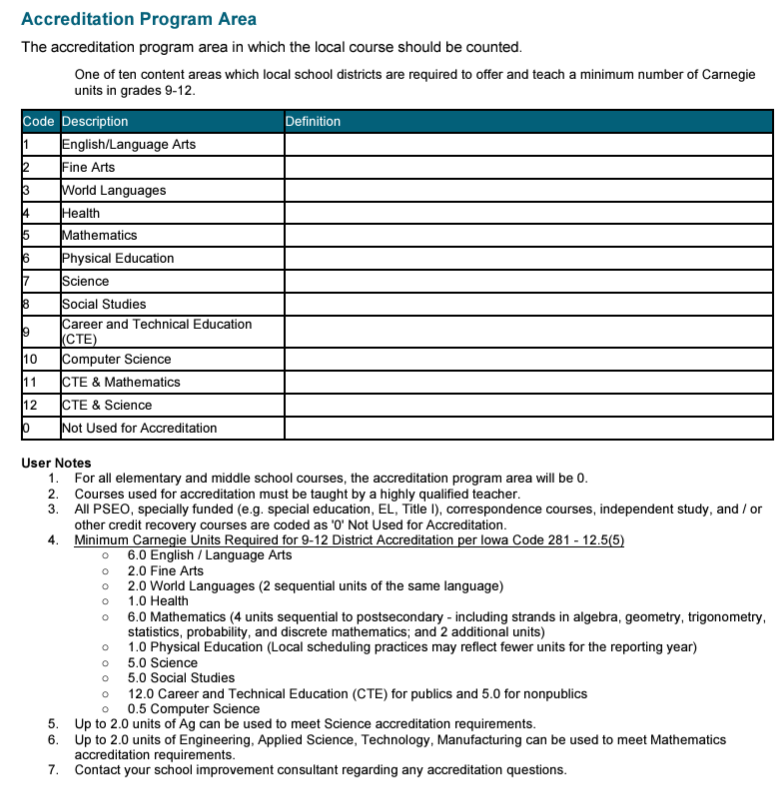 Accreditation Program Area
The accreditation program area in which the local course should be counted.
One of ten content areas which local school districts are required to offer and teach a minimum number of Carnegie
units in grades 9-12.
Code Description Definition
1 English/Language Arts
2 Fine Arts
3 World Languages
4 Health
5 Mathematics
6 Physical Education
7 Science
8 Social Studies
9 Career and Technical Education
(CTE)
10 Computer Science
11 CTE & Mathematics
12 CTE & Science
0 Not Used for Accreditation
User Notes
1. For all elementary and middle school courses, the accreditation program area will be 0.
2. Courses used for accreditation must be taught by a highly qualified teacher.
3. All PSEO, specially funded (e.g. special education, EL, Title I), correspondence courses, independent study, and / or
other credit recovery courses are coded as '0' Not Used for Accreditation.
4. Minimum Carnegie Units Required for 9-12 District Accreditation per Iowa Code 281 - 12.5(5)
○ 6.0 English / Language Arts
○ 2.0 Fine Arts
○ 2.0 World Languages (2 sequential units of the same language)
○ 1.0 Health
○ 6.0 Mathematics (4 units sequential to postsecondary - including strands in algebra, geometry, trigonometry,
statistics, probability, and discrete mathematics; and 2 additional units)
○ 1.0 Physical Education (Local scheduling practices may reflect fewer units for the reporting year)
○ 5.0 Science
○ 5.0 Social Studies
○ 12.0 Career and Technical Education (CTE) for publics and 5.0 for nonpublics
○ 0.5 Computer Science
5. Up to 2.0 units of Ag can be used to meet Science accreditation requirements.
6. Up to 2.0 units of Engineering, Applied Science, Technology, Manufacturing can be used to meet Mathematics
accreditation requirements.
7. Contact your school improvement consultant regarding any accreditation questions.